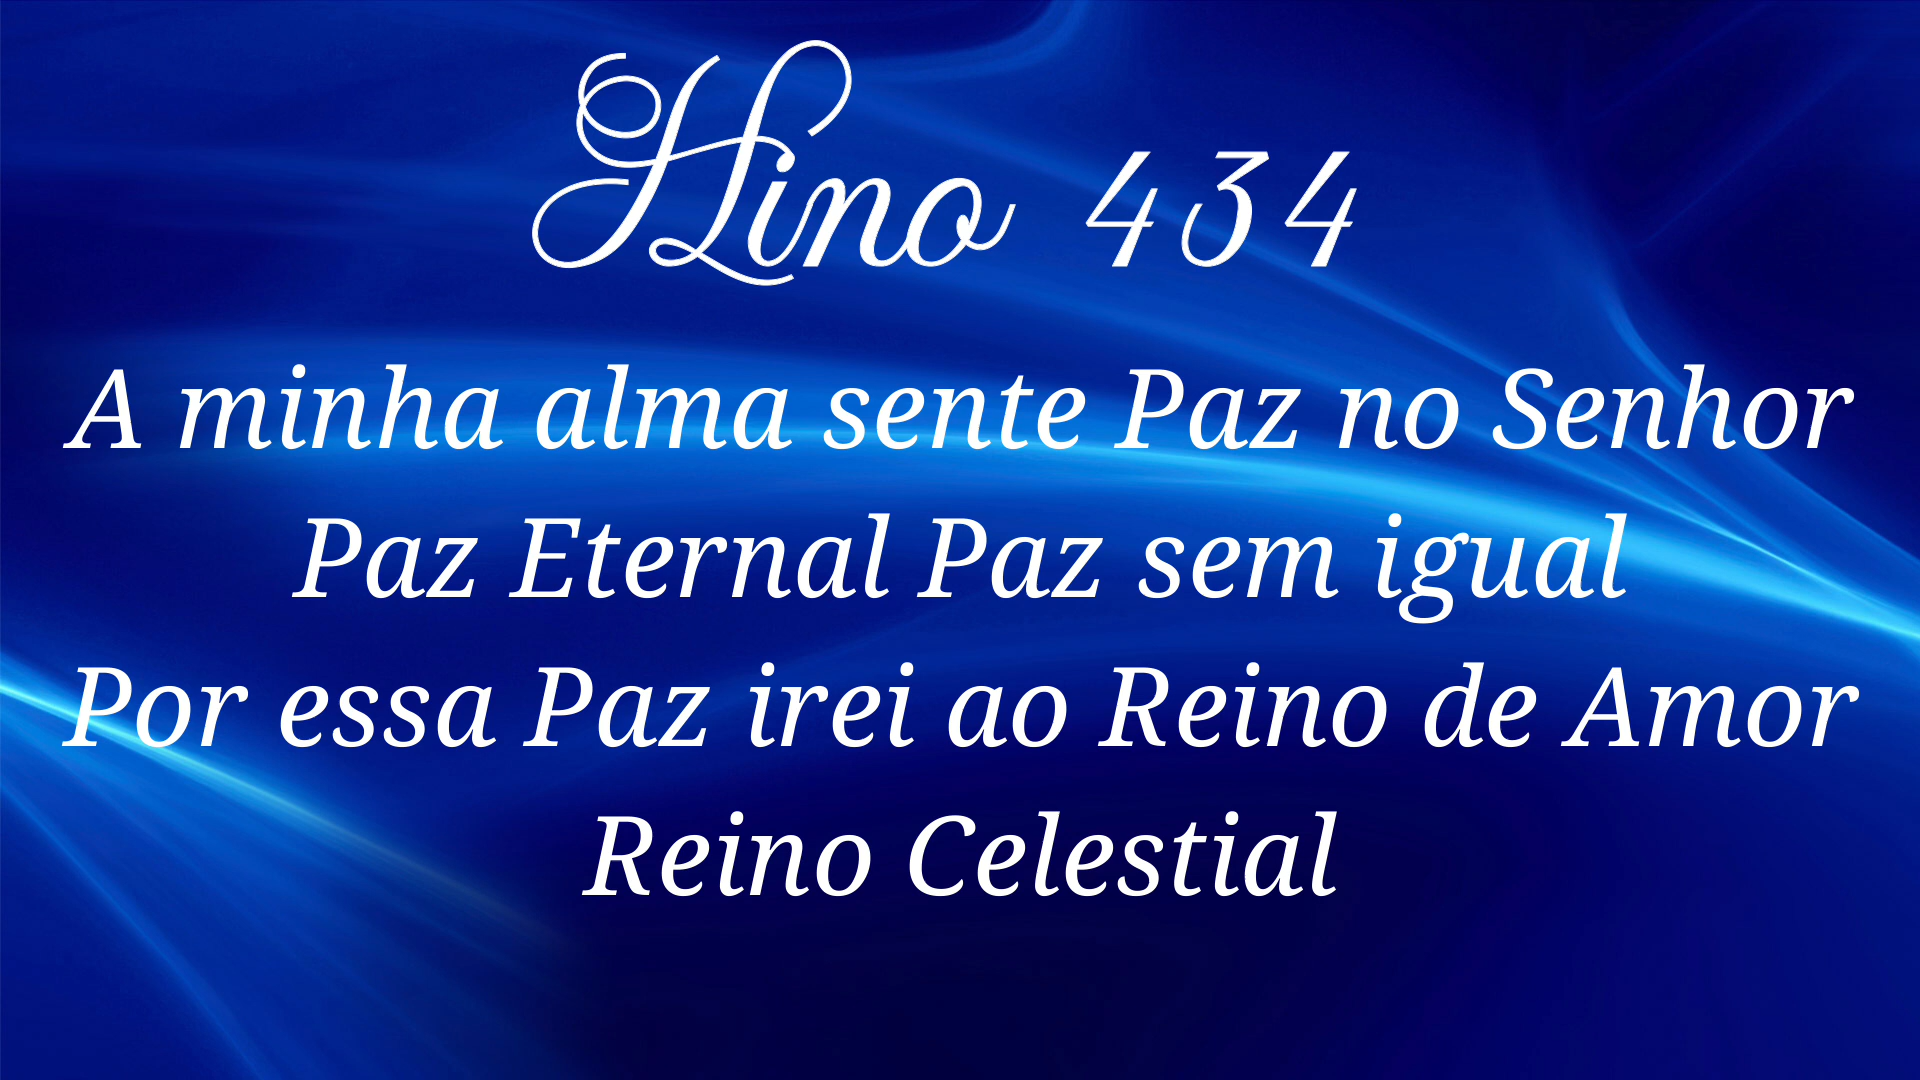 Hino 434
A minha alma sente Paz no Senhor
Paz Eternal Paz sem igual
Por essa Paz irei ao Reino de Amor
Reino Celestial